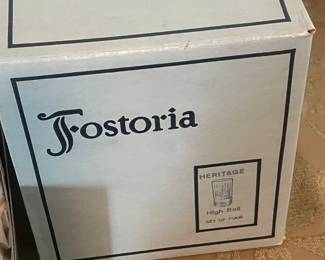 Fostoria
HERITAGE
High Ball
SET OF FOUR